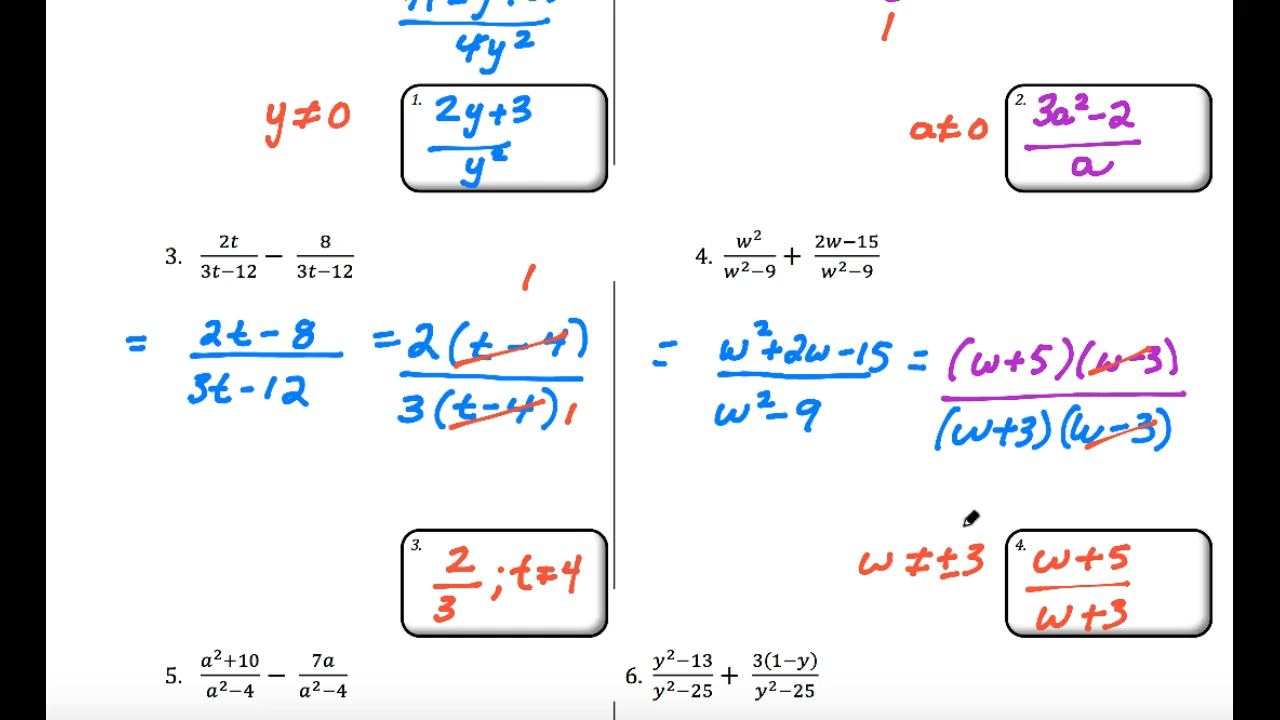 4y²
1
y≠0
1. 2y+3
y²
a≠0
2. 3a²-2
a
3. 2t/3t−12 − 8/3t−12
1
= 2t-8/3t-12 = 2(t-4)/3(t-4) 1
4. w²/w²−9 + 2w−15/w²−9
= w²+2w-15/w²-9 = (w+5)(w-3)/(w+3)(w-3)
3. 2/3 ; t≠4
w≠±3
4. w+5
w+3
5. a²+10/a²−4 − 7a/a²−4
6. y²−13/y²−25 + 3(1−y)/y²−25